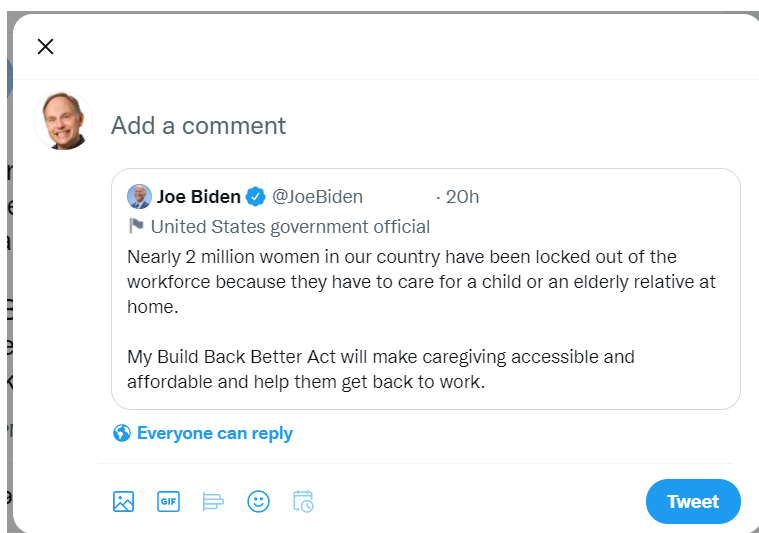 Add a comment
Joe Biden @JoeBiden · 20h
United States government official
Nearly 2 million women in our country have been locked out of the
workforce because they have to care for a child or an elderly relative at
home.
My Build Back Better Act will make caregiving accessible and
affordable and help them get back to work.
Everyone can reply
GIF
Tweet